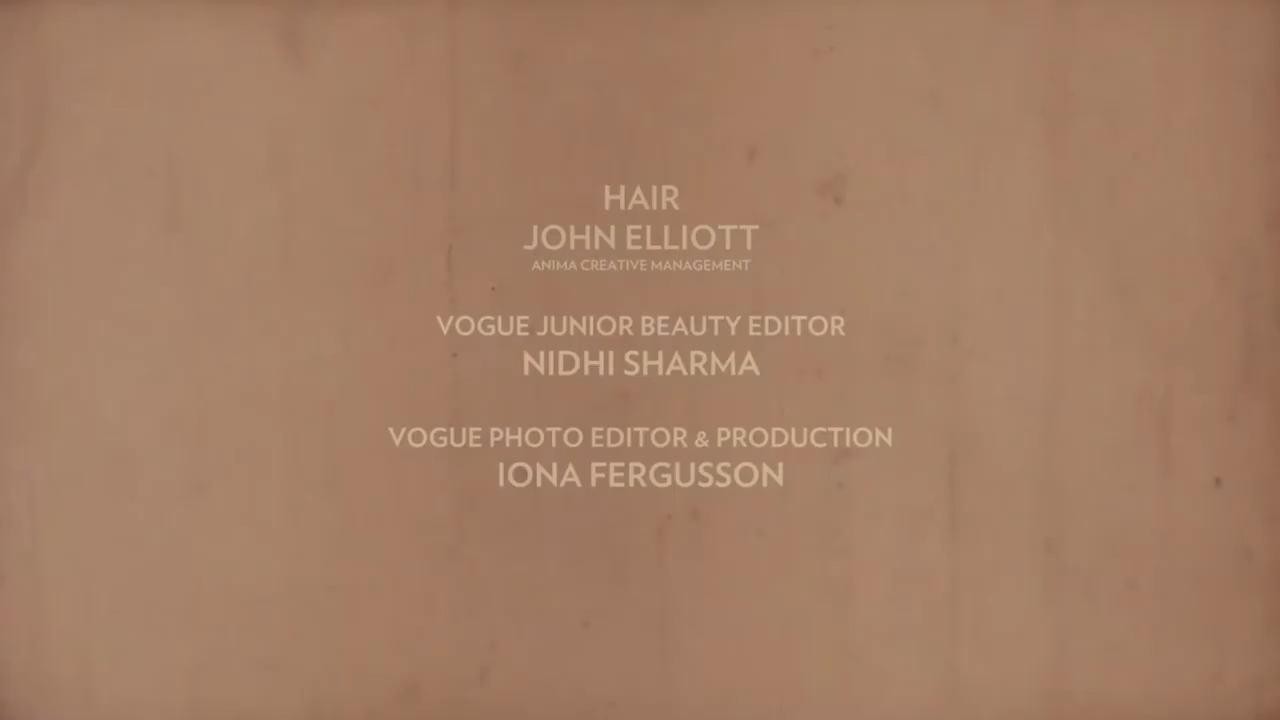 HAIR
JOHN ELLIOTT
ANIMA CREATIVE MANAGEMENT
VOGUE JUNIOR BEAUTY EDITOR
NIDHI SHARMA
VOGUE PHOTO EDITOR & PRODUCTION
IONA FERGUSSON